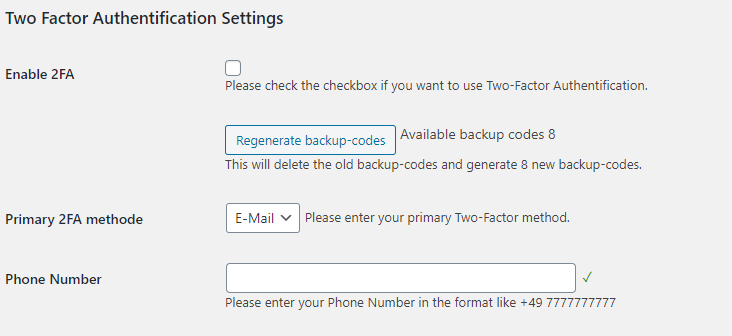 Two Factor Authentification Settings
Enable 2FA
Please check the checkbox if you want to use Two-Factor Authentification.
Regenerate backup-codes Available backup codes 8
This will delete the old backup-codes and generate 8 new backup-codes.
Primary 2FA methode E-Mail Please enter your primary Two-Factor method.
Phone Number ✓
Please enter your Phone Number in the format like +49 7777777777